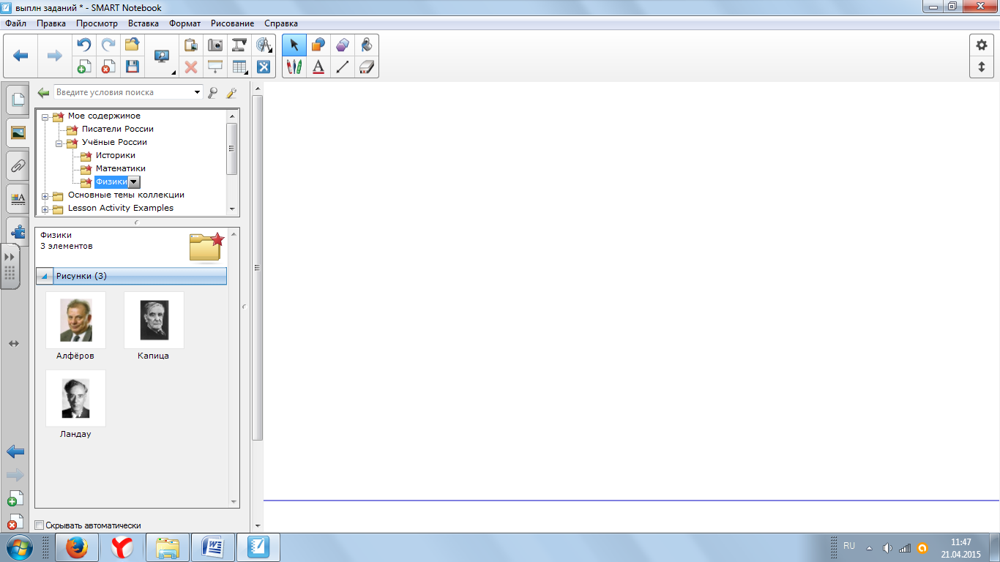 выплн заданий * - SMART Notebook
Файл Правка Просмотр Вставка Формат Рисование Справка
Введите условия поиска
Мое содержимое
Писатели России
Учёные России
Историки
Математики
Физики
Основные темы коллекции
Lesson Activity Examples
Физики
3 элементов
Рисунки (3)
Алфёров Капица
Ландау
Скрывать автоматически
RU
11:47
21.04.2015